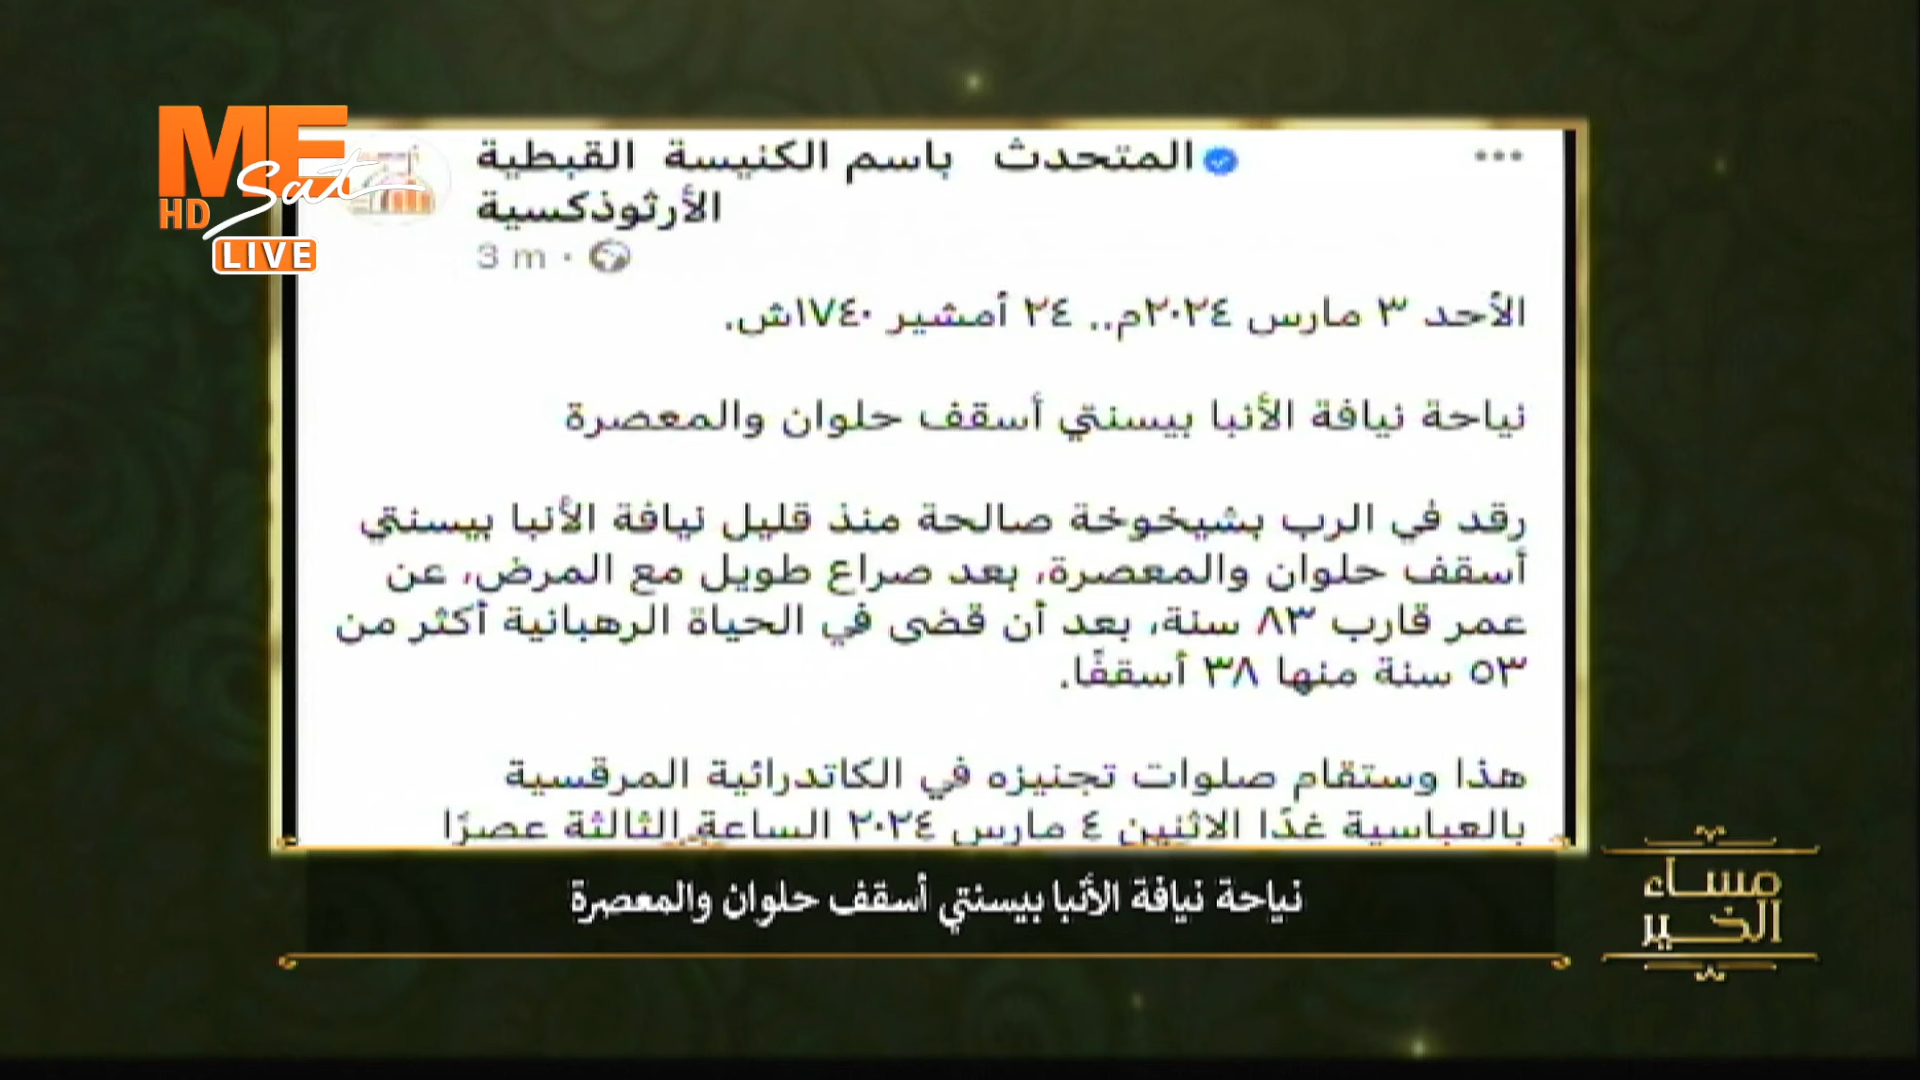 ME
Sat
HD
LIVE
المتحدث باسم الكنيسة القبطية
الأرثوذكسية
3 m ·
الأحد ٣ مارس ٢٠٢٤م.. ٢٤ أمشير ١٧٤٠ش.
نياحة نيافة الأنبا بيسنتي أسقف حلوان والمعصرة
رقد في الرب بشيخوخة صالحة منذ قليل نيافة الأنبا بيسنتي
أسقف حلوان والمعصرة، بعد صراع طويل مع المرض، عن
عمر قارب ٨٣ سنة، بعد أن قضى في الحياة الرهبانية أكثر من
٥٣ سنة منها ٣٨ أسقفًا.
هذا وستقام صلوات تجنيزه في الكاتدرائية المرقسية
بالعباسية غدًا الاثنين ٤ مارس ٢٠٢٤ الساعة الثالثة عصرًا
نياحة نيافة الأنبا بيسنتي أسقف حلوان والمعصرة
مساء
الخير